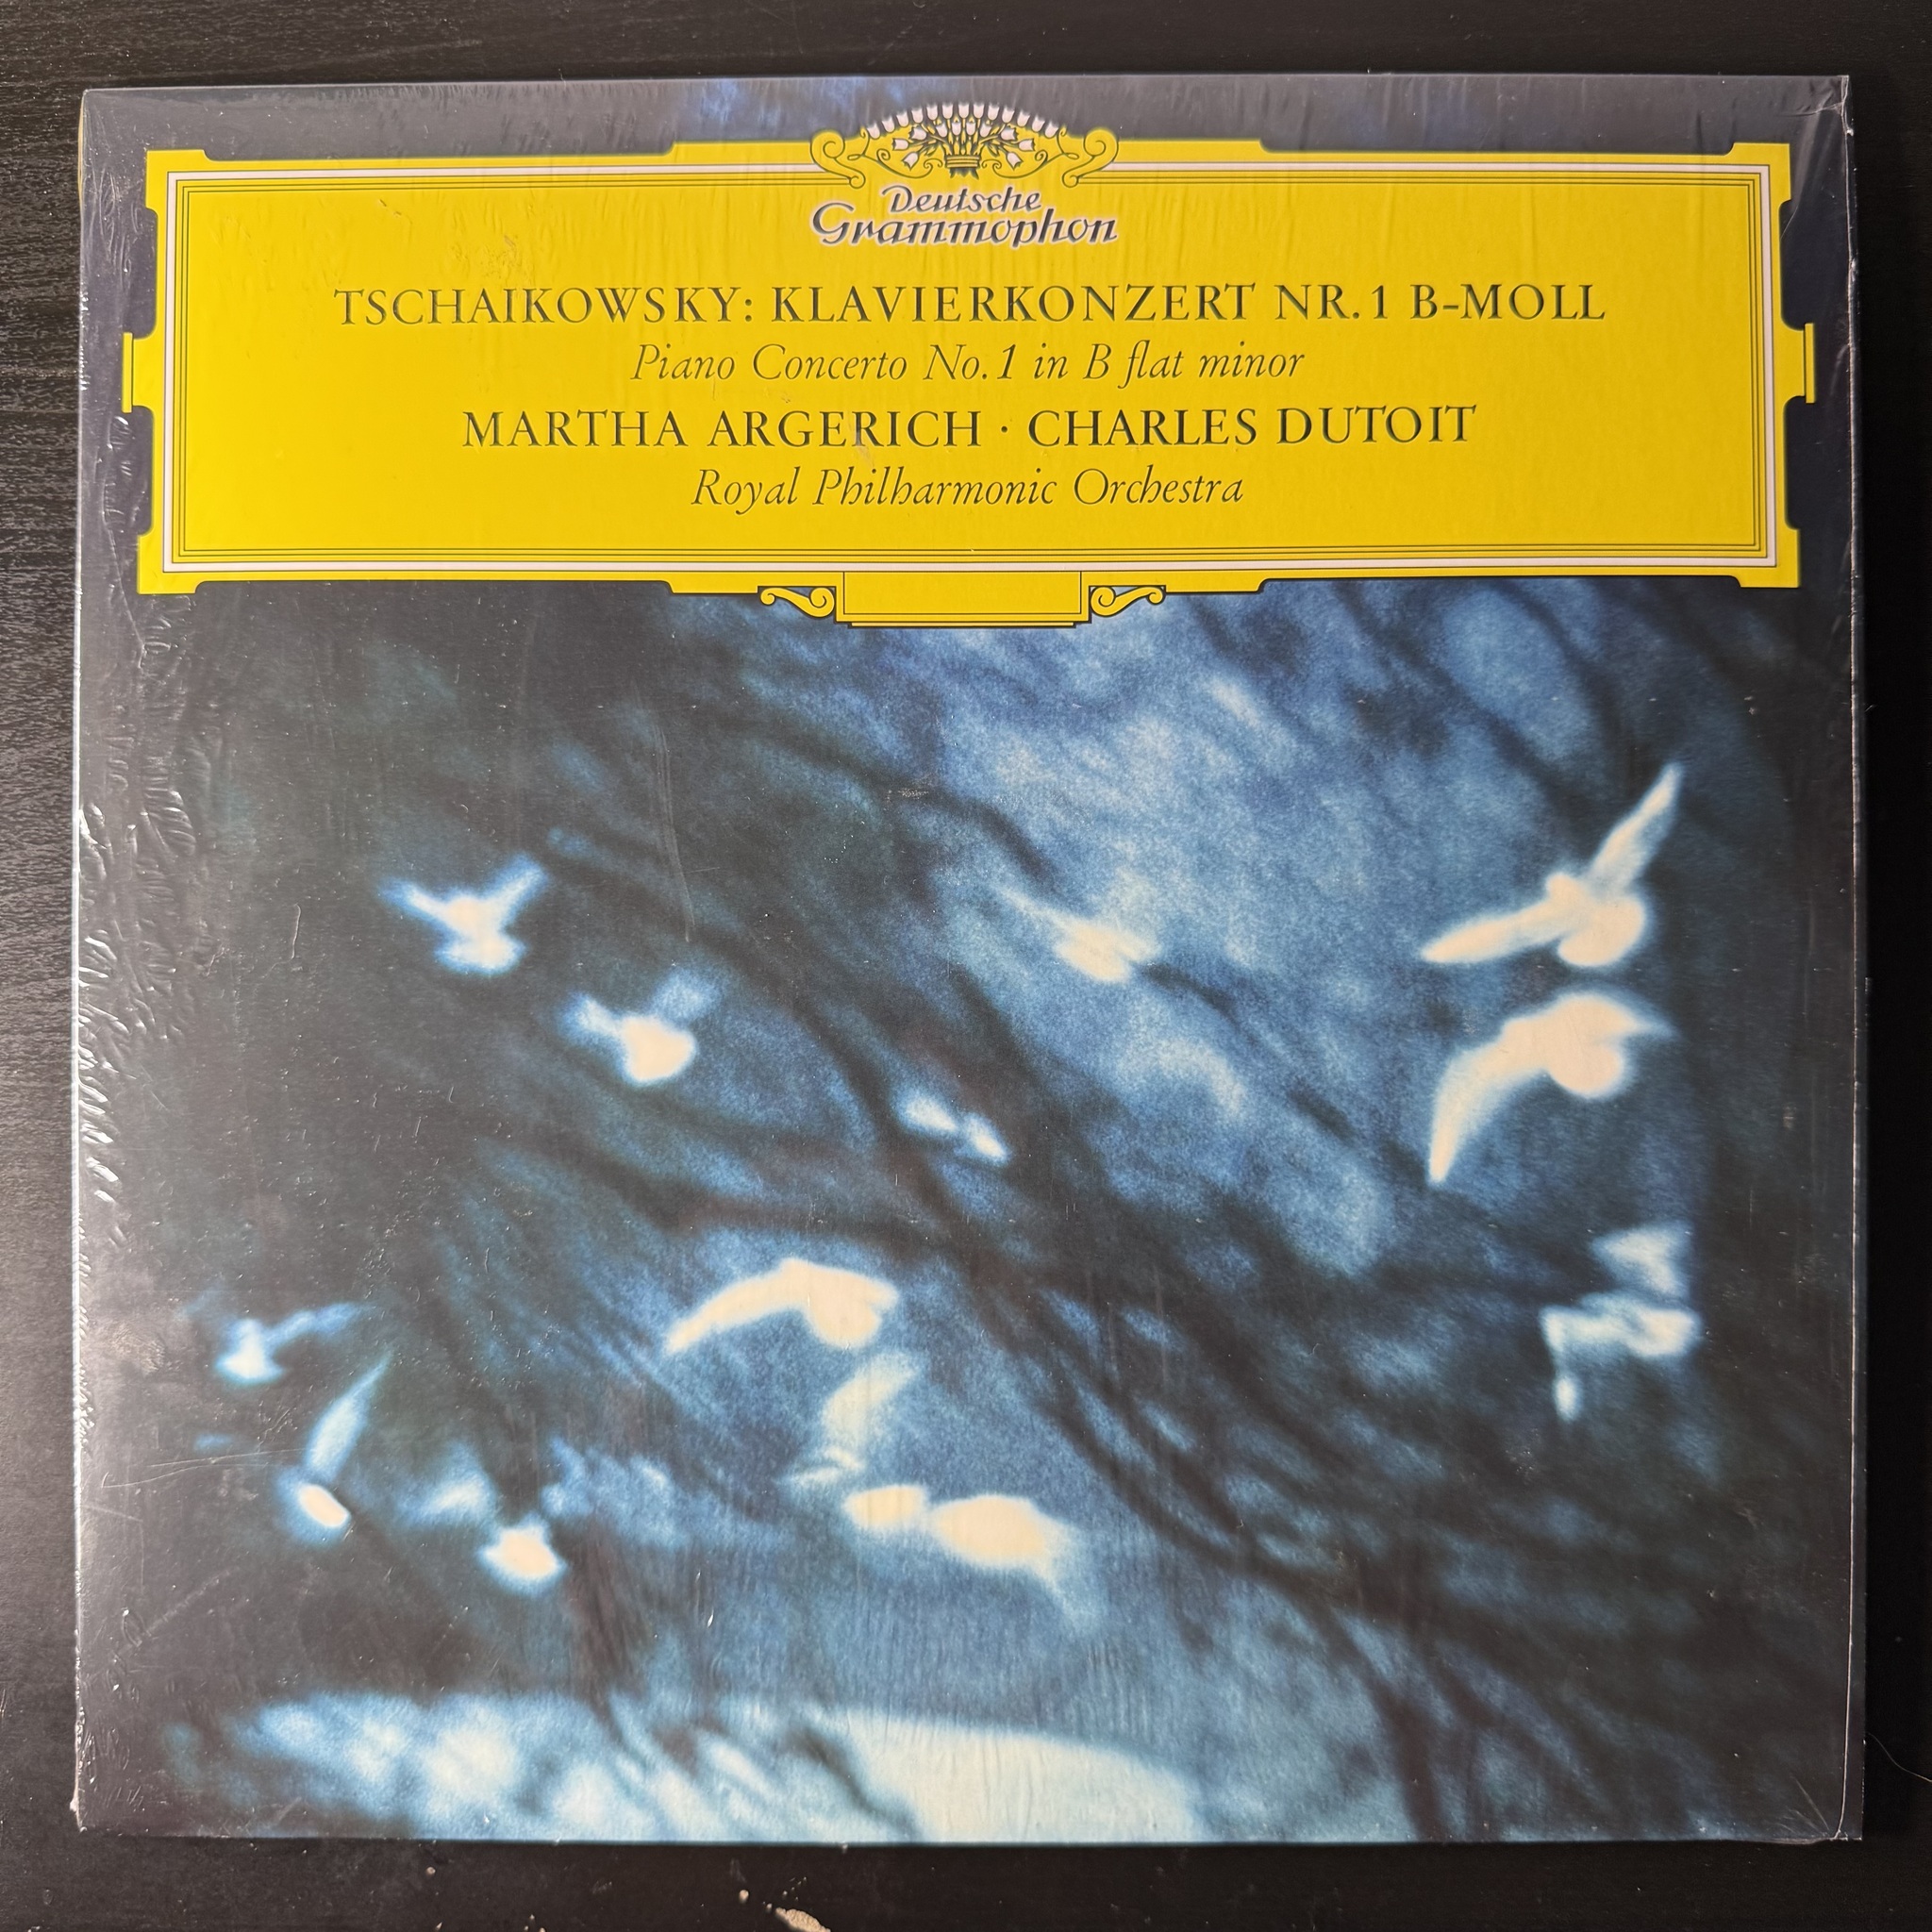 Deutsche
Grammophon
TSCHAIKOWSKY: KLAVIERKONZERT NR. 1 B-MOLL
Piano Concerto No. 1 in B flat minor
MARTHA ARGERICH · CHARLES DUTOIT
Royal Philharmonic Orchestra